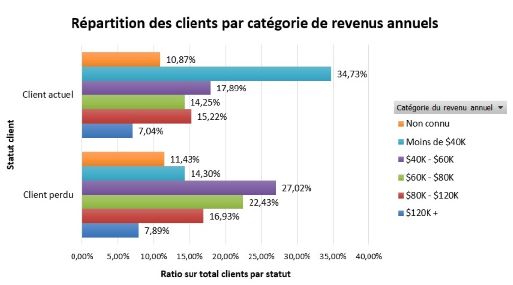 Répartition des clients par catégorie de revenus annuels
Statut client
Client actuel
10,87%
34,73%
17,89%
14,25%
15,22%
7,04%
Client perdu
11,43%
14,30%
27,02%
22,43%
16,93%
7,89%
0,00% 5,00% 10,00% 15,00% 20,00% 25,00% 30,00% 35,00% 40,00%
Ratio sur total clients par statut
Catégorie du revenu annuel
Non connu
Moins de $40K
$40K - $60K
$60K - $80K
$80K - $120K
$120K +